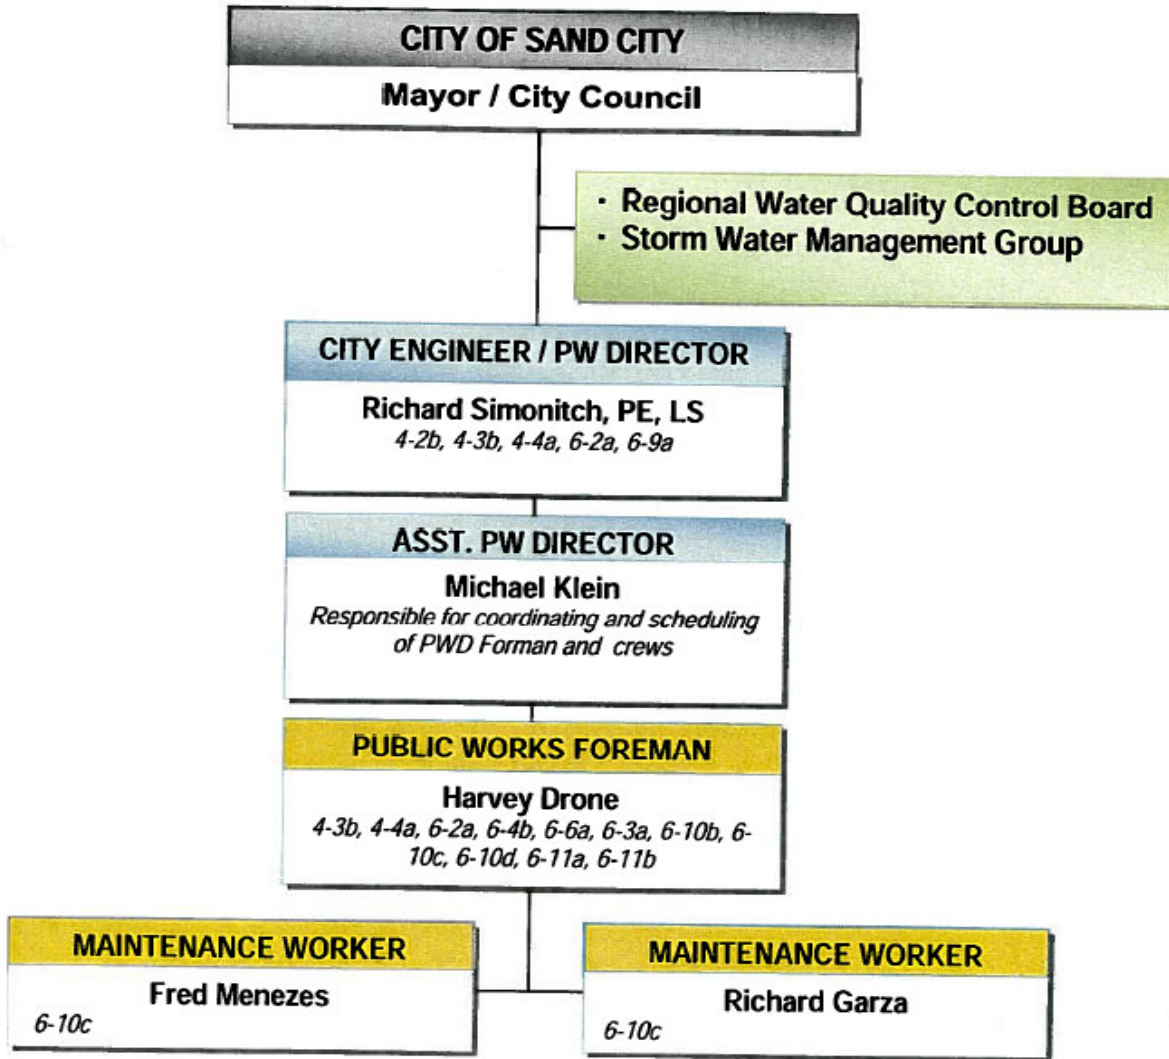 CITY OF SAND CITY
Mayor / City Council
· Regional Water Quality Control Board
· Storm Water Management Group
CITY ENGINEER / PW DIRECTOR
Richard Simonitch, PE, LS
4-2b, 4-3b, 4-4a, 6-2a, 6-9a
ASST. PW DIRECTOR
Michael Klein
Responsible for coordinating and scheduling
of PWD Forman and crews
PUBLIC WORKS FOREMAN
Harvey Drone
4-3b, 4-4a, 6-2a, 6-4b, 6-6a, 6-3a, 6-10b, 6-
10c, 6-10d, 6-11a, 6-11b
MAINTENANCE WORKER
Fred Menezes
6-10c
MAINTENANCE WORKER
Richard Garza
6-10c